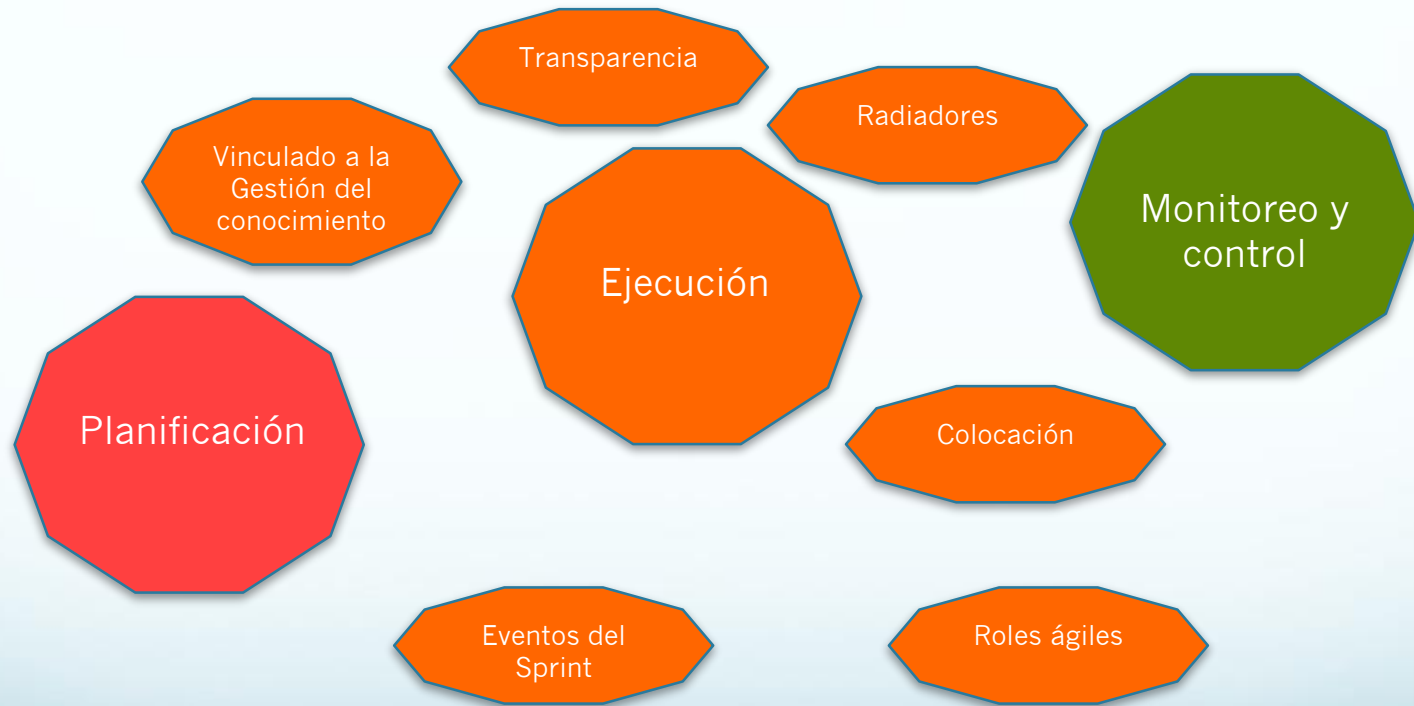 Transparencia
Radiadores
Vinculado a la
Gestión del
conocimiento
Monitoreo y
control
Ejecución
Planificación
Colocación
Eventos del
Sprint
Roles ágiles